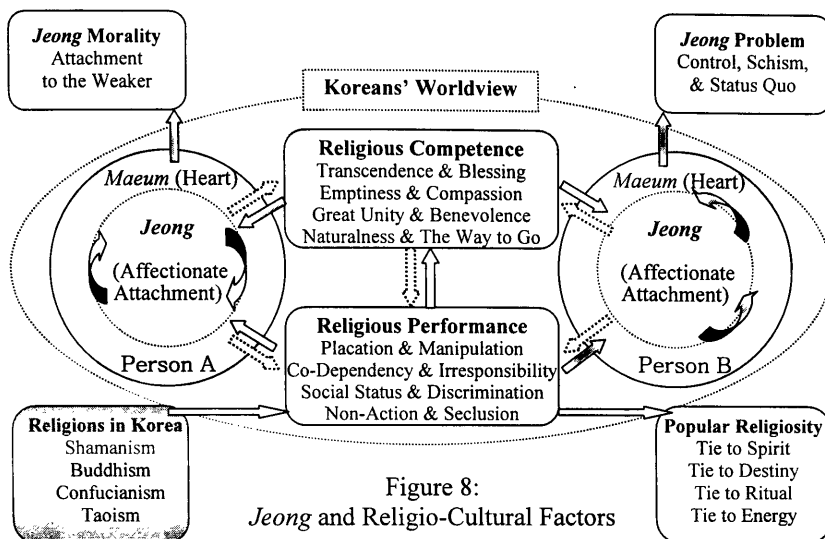 Jeong Morality
Attachment
to the Weaker
Koreans' Worldview
Jeong Problem
Control, Schism,
& Status Quo
Religious Competence
Transcendence & Blessing
Emptiness & Compassion
Great Unity & Benevolence
Naturalness & The Way to Go
Maeum (Heart)
Jeong
(Affectionate
Attachment)
Person A
Maeum (Heart)
Jeong
(Affectionate
Attachment)
Person B
Religious Performance
Placation & Manipulation
Co-Dependency & Irresponsibility
Social Status & Discrimination
Non-Action & Seclusion
Religions in Korea
Shamanism
Buddhism
Confucianism
Taoism
Popular Religiosity
Tie to Spirit
Tie to Destiny
Tie to Ritual
Tie to Energy
Figure 8:
Jeong and Religio-Cultural Factors